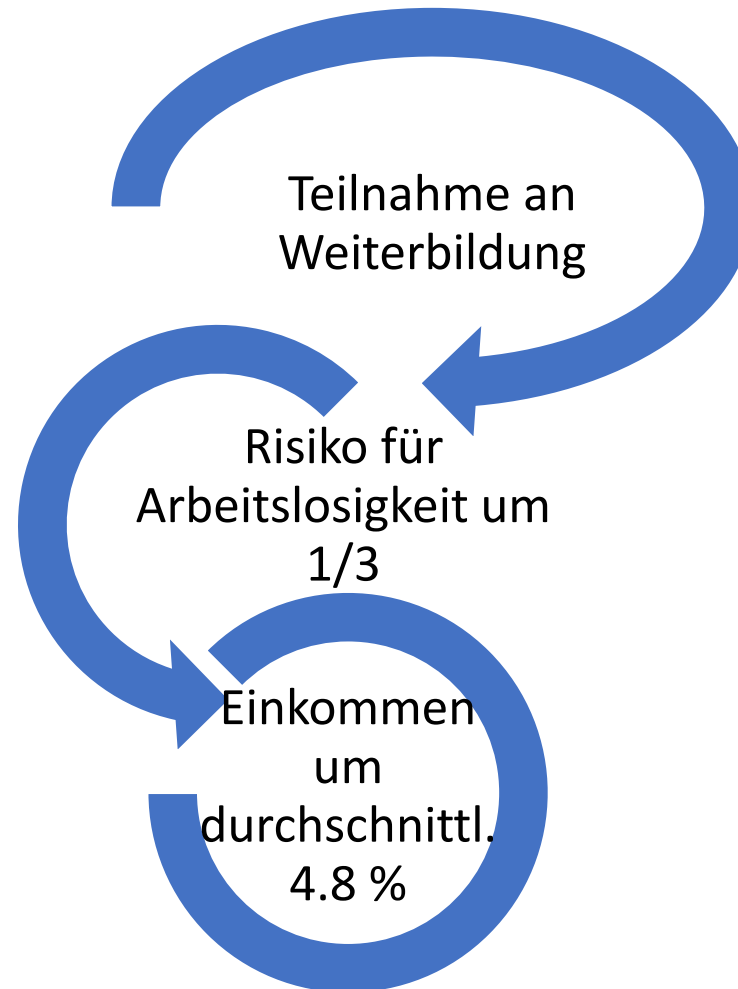 Teilnahme an
Weiterbildung
Risiko für
Arbeitslosigkeit um
1/3
Einkommen
um
durchschnittl.
4.8 %